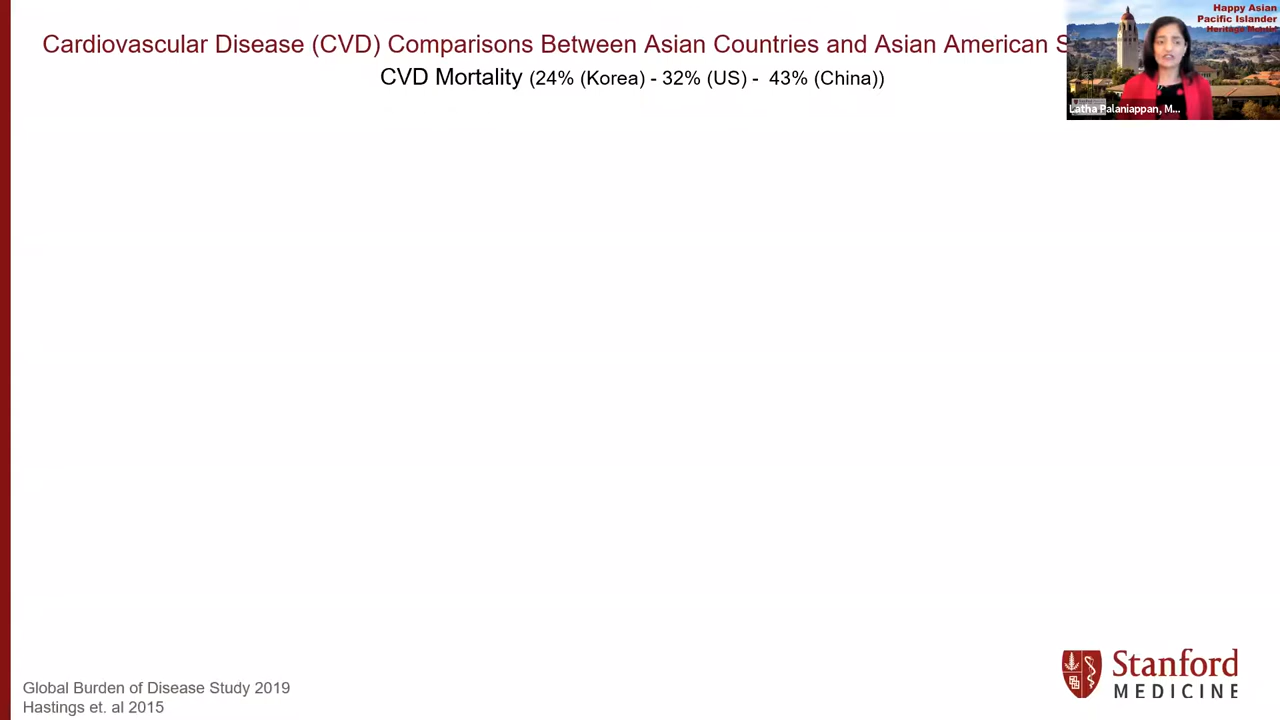 Cardiovascular Disease (CVD) Comparisons Between Asian Countries and Asian American S
CVD Mortality (24% (Korea) - 32% (US) - 43% (China))
Happy Asian
Pacific Islander
Heritage Month
Latha Palaniappan, M...
Stanford
MEDICINE
Global Burden of Disease Study 2019
Hastings et. al 2015